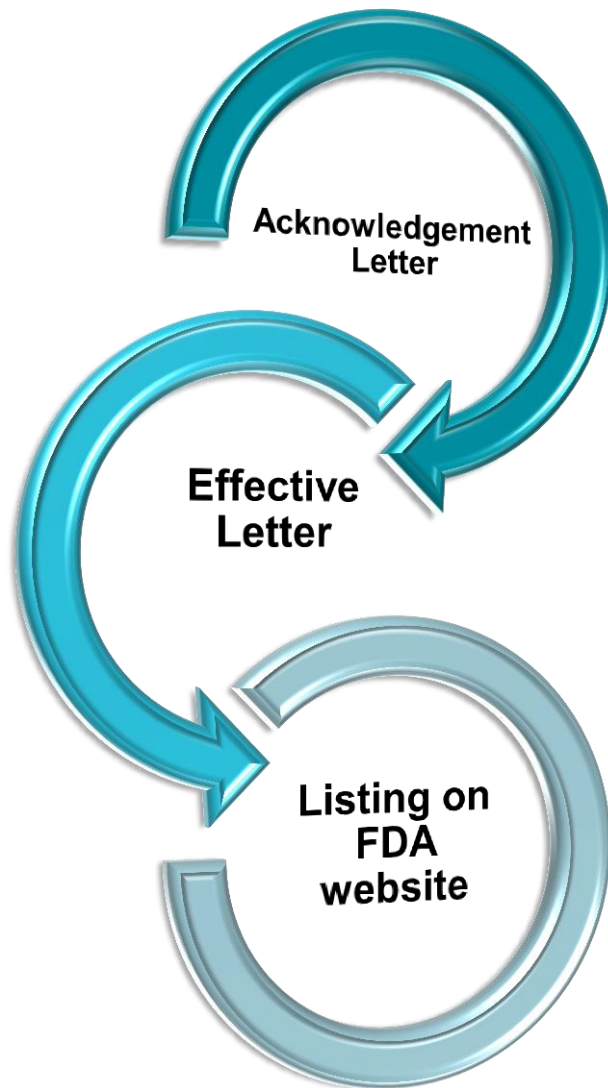 Acknowledgement
Letter
Effective
Letter
Listing on
FDA
website